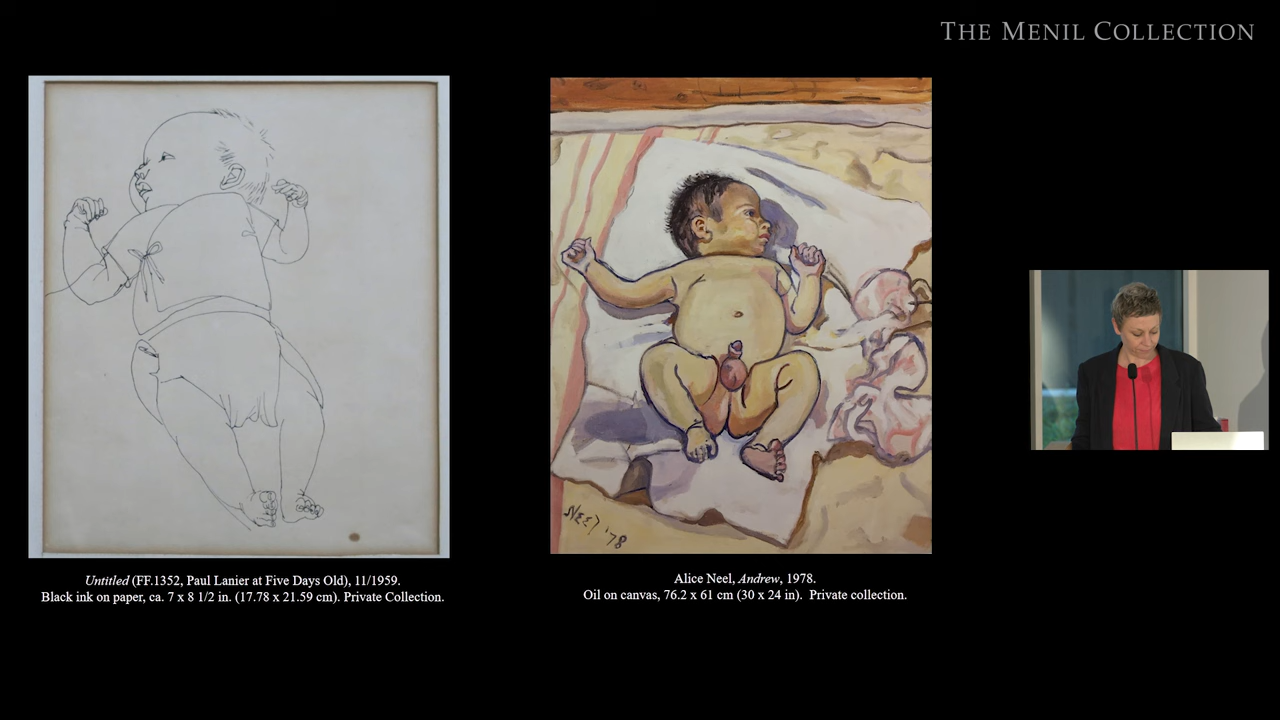 THE MENIL COLLECTION
Untitled (FF.1352, Paul Lanier at Five Days Old), 11/1959.
Black ink on paper, ca. 7 x 8 1/2 in. (17.78 x 21.59 cm). Private Collection.
NEEL '78
Alice Neel, Andrew, 1978.
Oil on canvas, 76.2 x 61 cm (30 x 24 in).  Private collection.